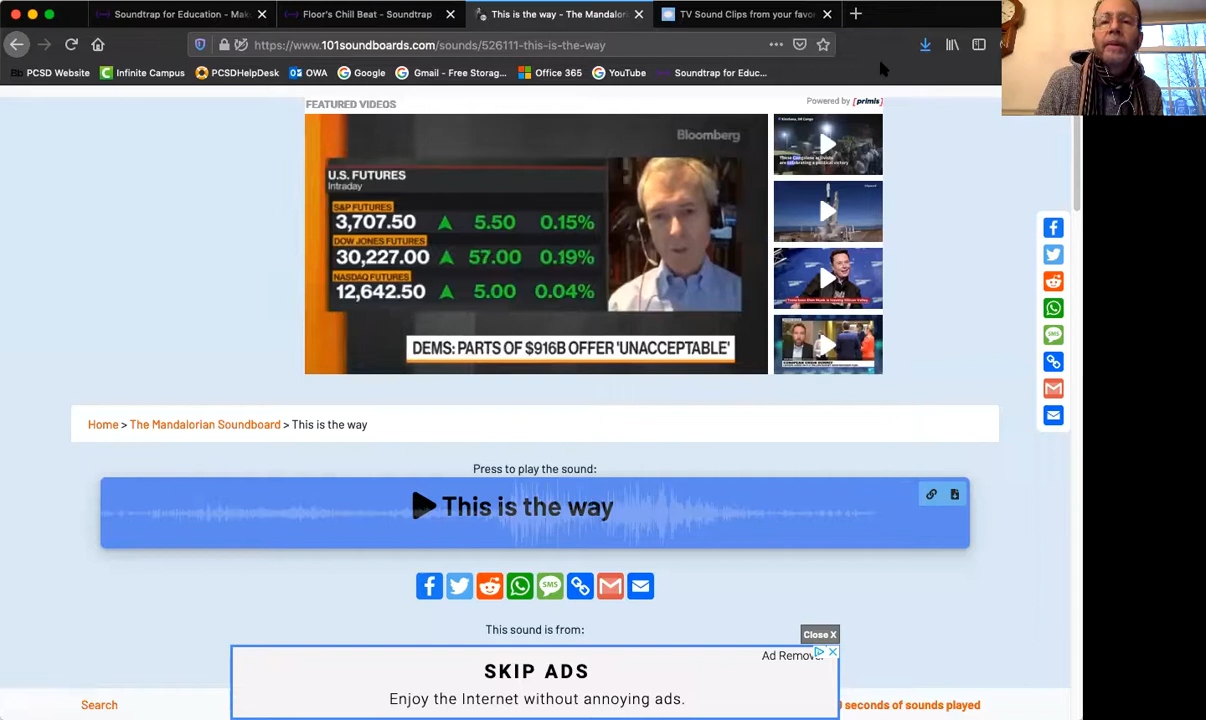 Soundtrap for Education - Mak
Floor's Chill Beat - Soundtrap
This is the way - The Mandalori
TV Sound Clips from your favor
https://www.101soundboards.com/sounds/526111-this-is-the-way
PCSD Website
Infinite Campus
PCSDHelpDesk
OWA
Google
Gmail - Free Storag...
Office 365
YouTube
Soundtrap for Educ...
FEATURED VIDEOS
Powered by [primis]
Bloomberg
U.S. FUTURES
Intraday
S&P FUTURES
3,707.50 5.50 0.15%
DOW JONES FUTURES
30,227.00 57.00 0.19%
NASDAQ FUTURES
12,642.50 5.00 0.04%
DEMS: PARTS OF $916B OFFER 'UNACCEPTABLE'
SMS
Home > The Mandalorian Soundboard > This is the way
Press to play the sound:
This is the way
SMS
This sound is from:
Close X
Ad Remov
SKIP ADS
Enjoy the Internet without annoying ads.
Search
seconds of sounds played